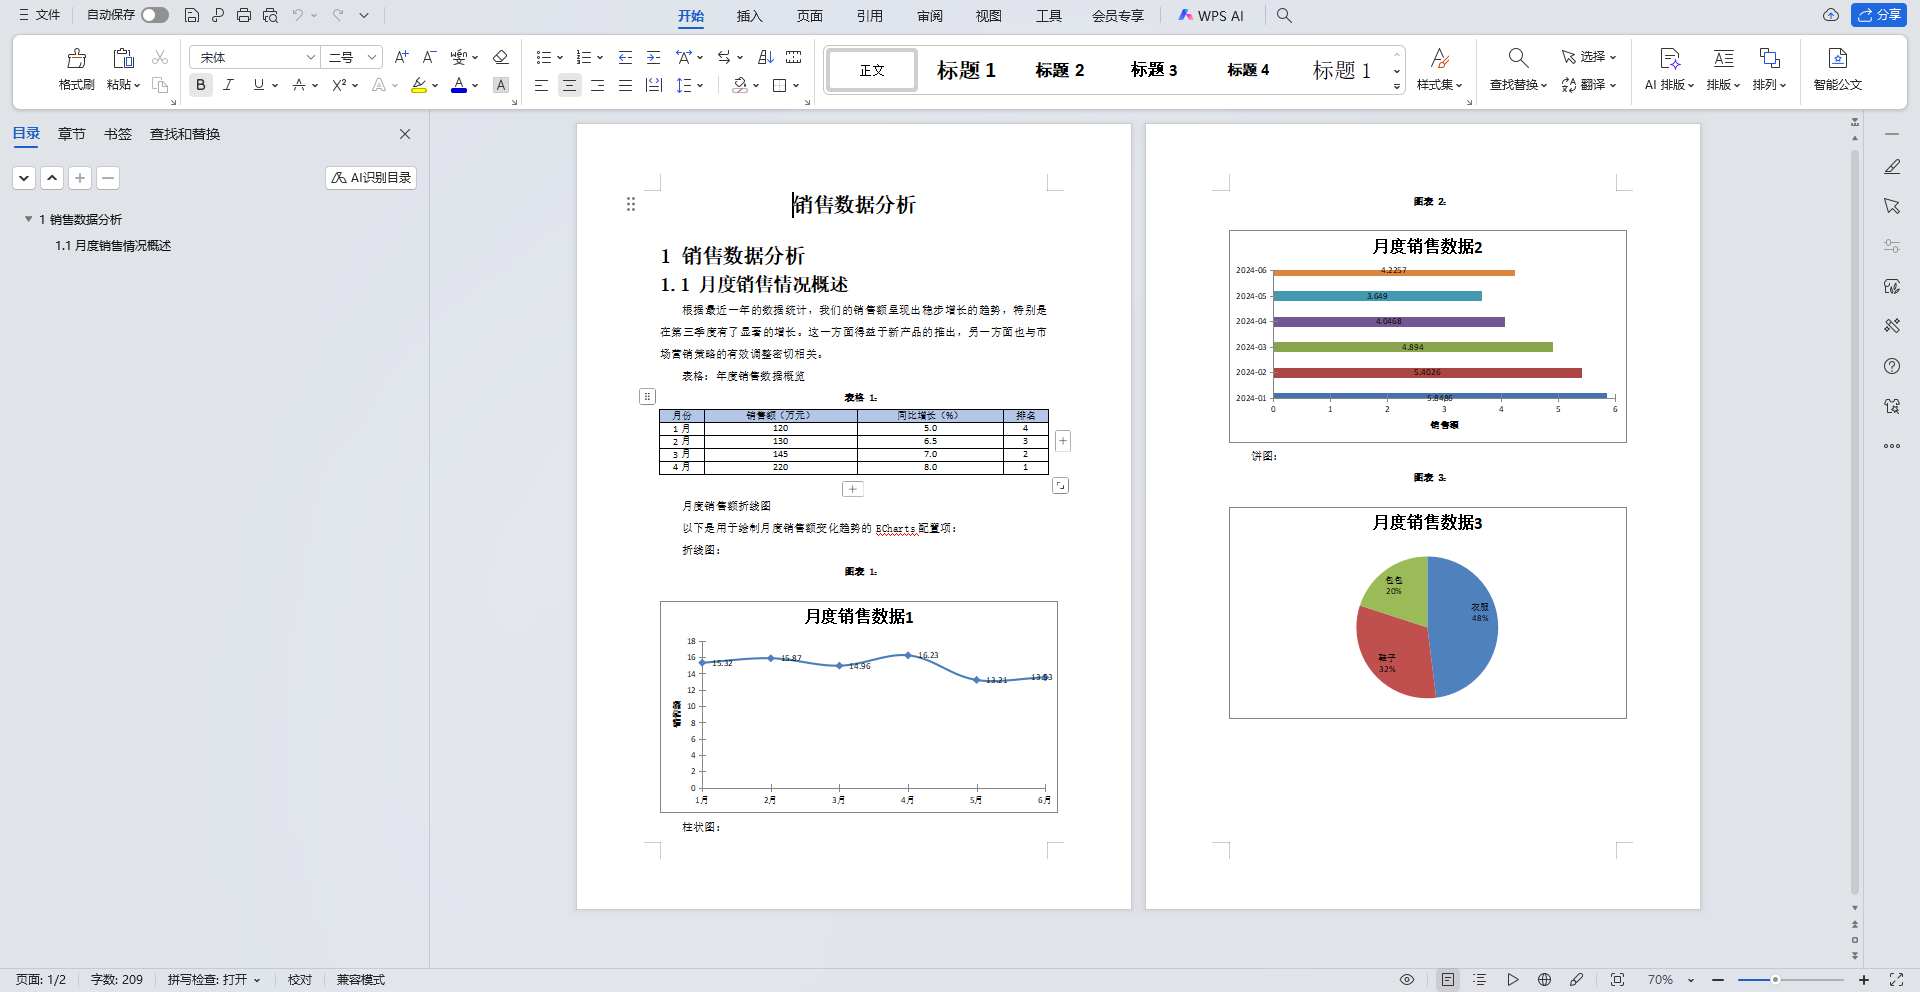 文件
自动保存
开始
插入
页面
引用
审阅
视图
工具
会员专享
WPS AI
分享
格式刷
粘贴
宋体
二号
正文
标题 1
标题 2
标题 3
标题 4
标题 1
样式集
查找替换
选择
翻译
AI 排版
排版
排列
智能公文
目录
章节
书签
查找和替换
AI识别目录
1 销售数据分析
1.1 月度销售情况概述
销售数据分析
1 销售数据分析
1.1 月度销售情况概述
根据最近一年的数据统计，我们的销售额呈现出稳步增长的趋势，特别是
在第三季度有了显著的增长。这一方面得益于新产品的推出，另一方面也与市
场营销策略的有效调整密切相关。
表格：年度销售数据概览
表格 1.
月份 销售额（万元） 同比增长（%） 排名
1月 120 5.0 4
2月 130 6.5 3
3月 145 7.0 2
4月 220 8.0 1
月度销售额折线图
以下是用于绘制月度销售额变化趋势的 ECharts 配置项：
折线图：
图表 1.
月度销售数据1
18
16
14
12
10
8
6
4
2
0
销售额
15.32 15.87 14.96 16.23 13.21 13.53
1月 2月 3月 4月 5月 6月
柱状图：
图表 2.
月度销售数据2
2024-06 4.2257
2024-05 3.649
2024-04 4.0468
2024-03 4.894
2024-02 5.4026
2024-01 5.8486
0 1 2 3 4 5 6
销售额
饼图：
图表 3.
月度销售数据3
包包
20%
衣服
48%
鞋子
32%
页面: 1/2
字数: 209
拼写检查: 打开
校对
兼容模式
70%